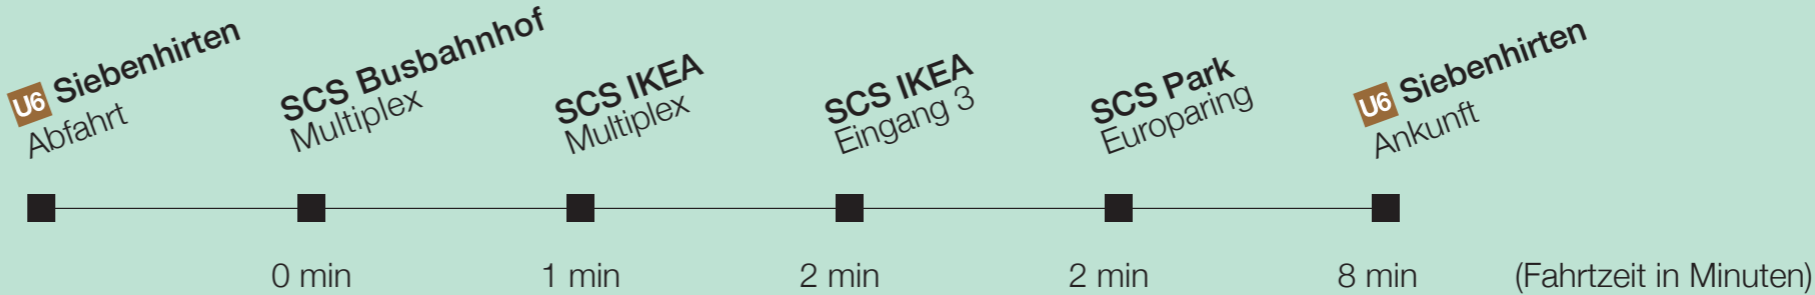 U6 Siebenhirten
Abfahrt
SCS Busbahnhof
Multiplex
SCS IKEA
Multiplex
SCS IKEA
Eingang 3
SCS Park
Europaring
U6 Siebenhirten
Ankunft
0 min
1 min
2 min
2 min
8 min
(Fahrtzeit in Minuten)